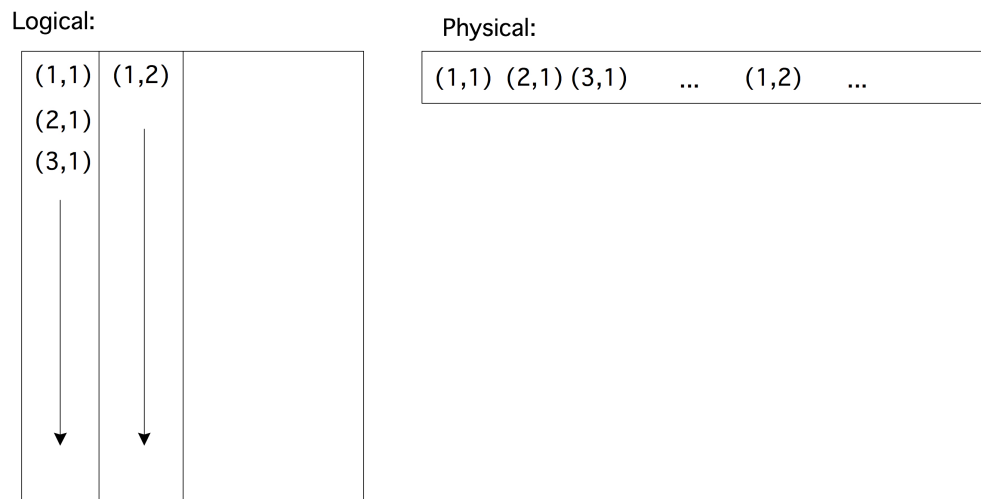 Logical:
(1,1) (1,2)
(2,1)
(3,1)
Physical:
(1,1) (2,1) (3,1) ... (1,2) ...